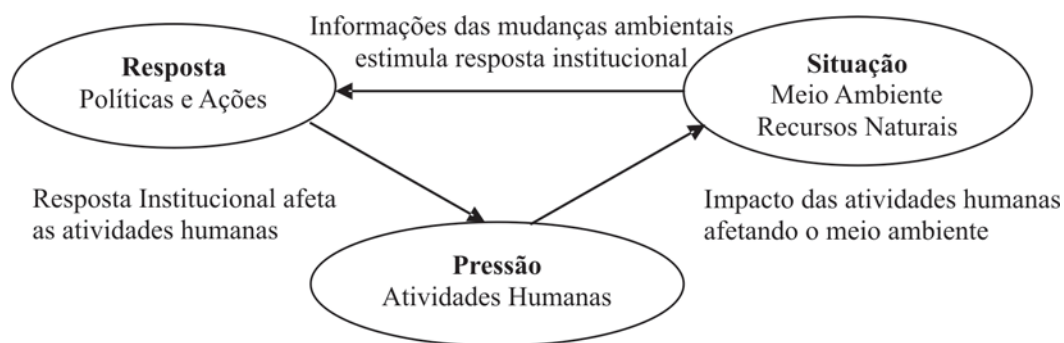 Informações das mudanças ambientais
estimula resposta institucional
Resposta
Políticas e Ações
Situação
Meio Ambiente
Recursos Naturais
Resposta Institucional afeta
as atividades humanas
Impacto das atividades humanas
afetando o meio ambiente
Pressão
Atividades Humanas